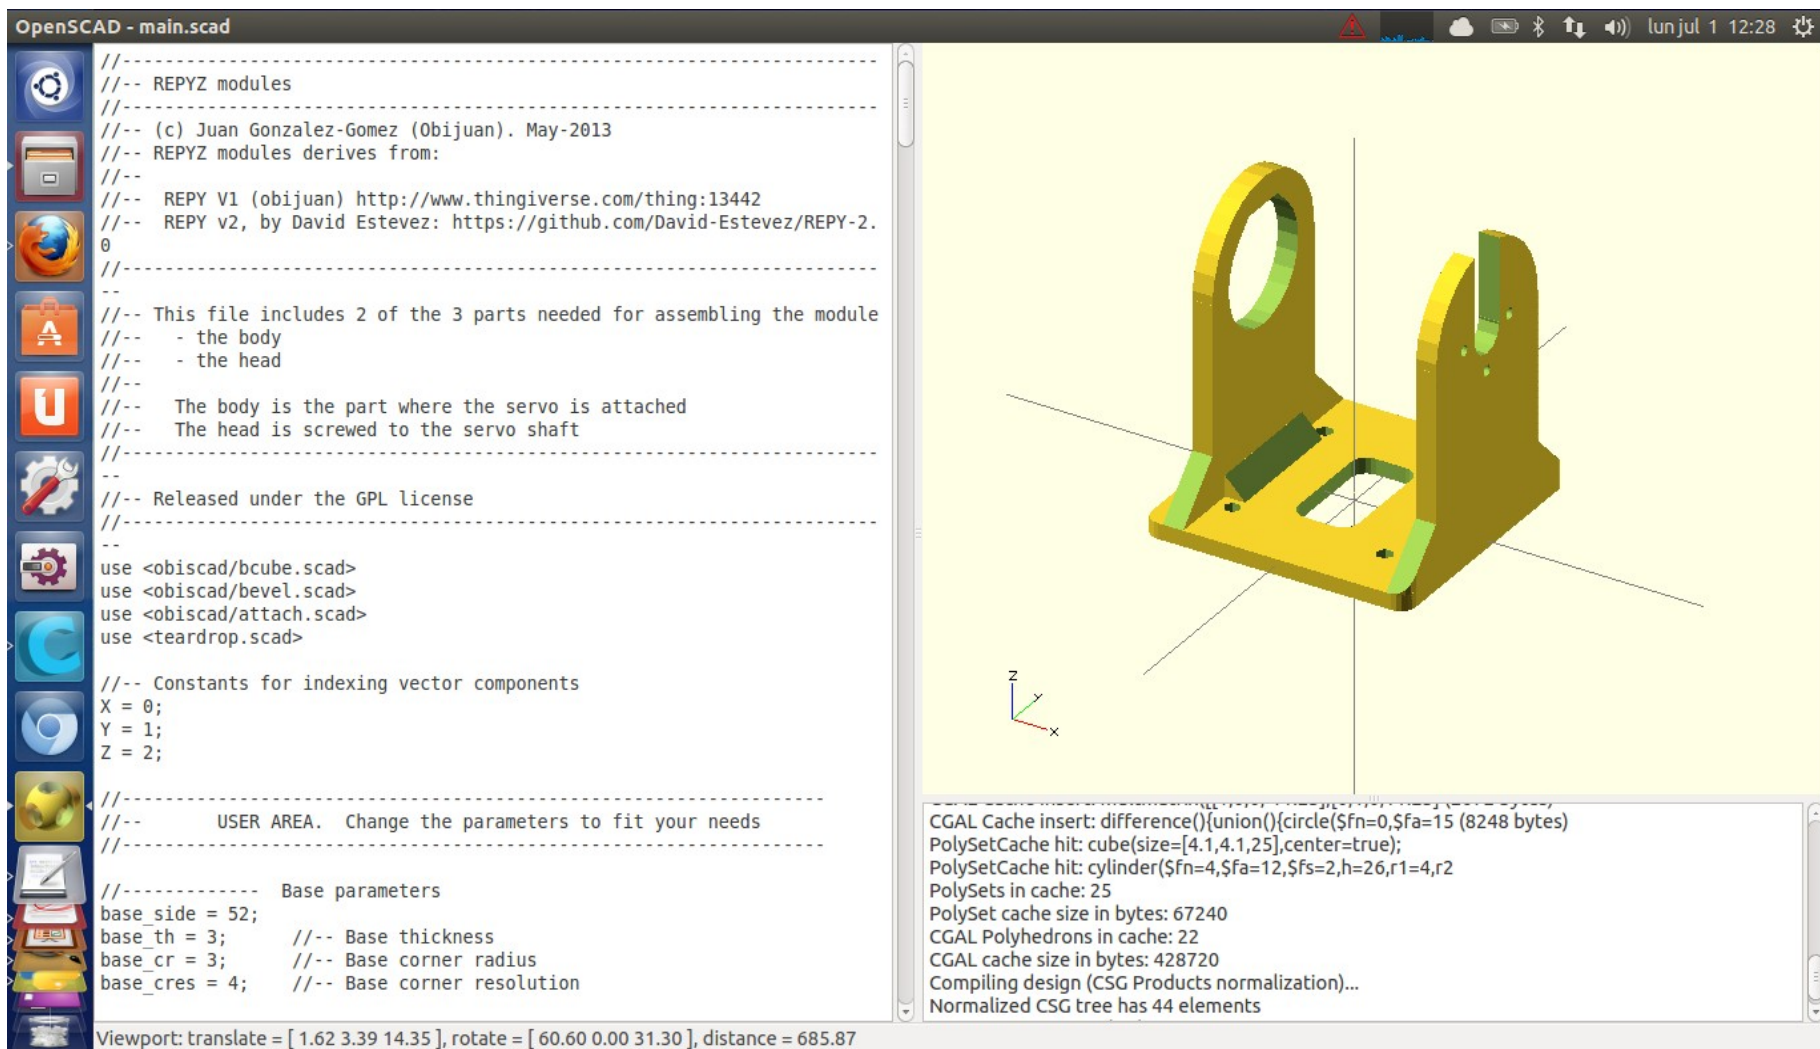 OpenSCAD - main.scad
lun jul 1 12:28
//-----------------------------------------------------------------------
//-- REPYZ modules
//-----------------------------------------------------------------------
//-- (c) Juan Gonzalez-Gomez (Obijuan). May-2013
//-- REPYZ modules derives from:
//--
//--  REPY V1 (obijuan) http://www.thingiverse.com/thing:13442
//--  REPY v2, by David Estevez: https://github.com/David-Estevez/REPY-2.
0
//-----------------------------------------------------------------------
--
//-- This file includes 2 of the 3 parts needed for assembling the module
//--   - the body
//--   - the head
//--
//--   The body is the part where the servo is attached
//--   The head is screwed to the servo shaft
//-----------------------------------------------------------------------
--
//-- Released under the GPL license
//-----------------------------------------------------------------------
--
use <obiscad/bcube.scad>
use <obiscad/bevel.scad>
use <obiscad/attach.scad>
use <teardrop.scad>
//-- Constants for indexing vector components
X = 0;
Y = 1;
Z = 2;
//------------------------------------------------------------------
//--       USER AREA.  Change the parameters to fit your needs
//------------------------------------------------------------------
//-------------  Base parameters
base_side = 52;
base_th = 3;      //-- Base thickness
base_cr = 3;      //-- Base corner radius
base_cres = 4;    //-- Base corner resolution
Z
Y
X
CGAL Cache insert: difference(){union(){circle($fn=0,$fa=15 (8248 bytes)
PolySetCache hit: cube(size=[4.1,4.1,25],center=true);
PolySetCache hit: cylinder($fn=4,$fa=12,$fs=2,h=26,r1=4,r2
PolySets in cache: 25
PolySet cache size in bytes: 67240
CGAL Polyhedrons in cache: 22
CGAL cache size in bytes: 428720
Compiling design (CSG Products normalization)...
Normalized CSG tree has 44 elements
Viewport: translate = [ 1.62 3.39 14.35 ], rotate = [ 60.60 0.00 31.30 ], distance = 685.87